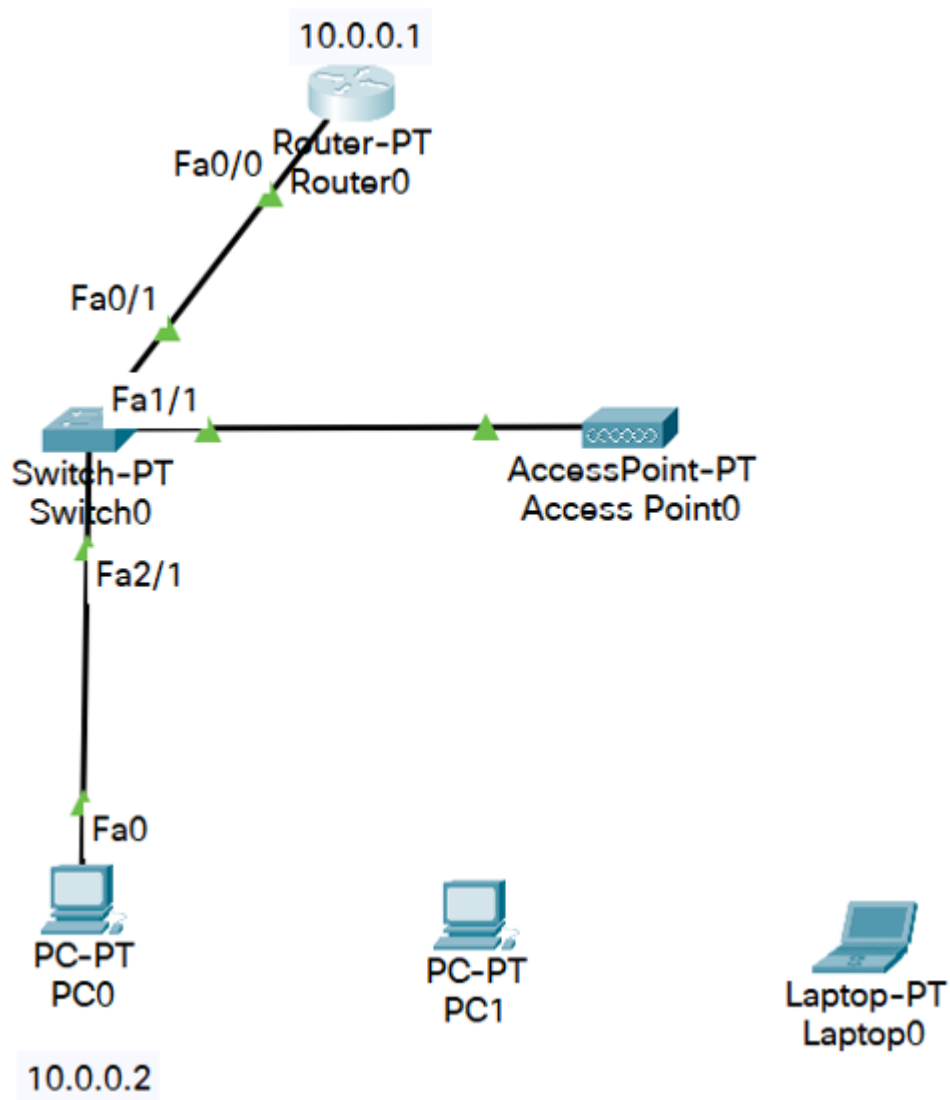 10.0.0.1
Router-PT
Fa0/0
Router0
Fa0/1
Fa1/1
Switch-PT
Switch0
AccessPoint-PT
Access Point0
Fa2/1
Fa0
PC-PT
PC0
10.0.0.2
PC-PT
PC1
Laptop-PT
Laptop0